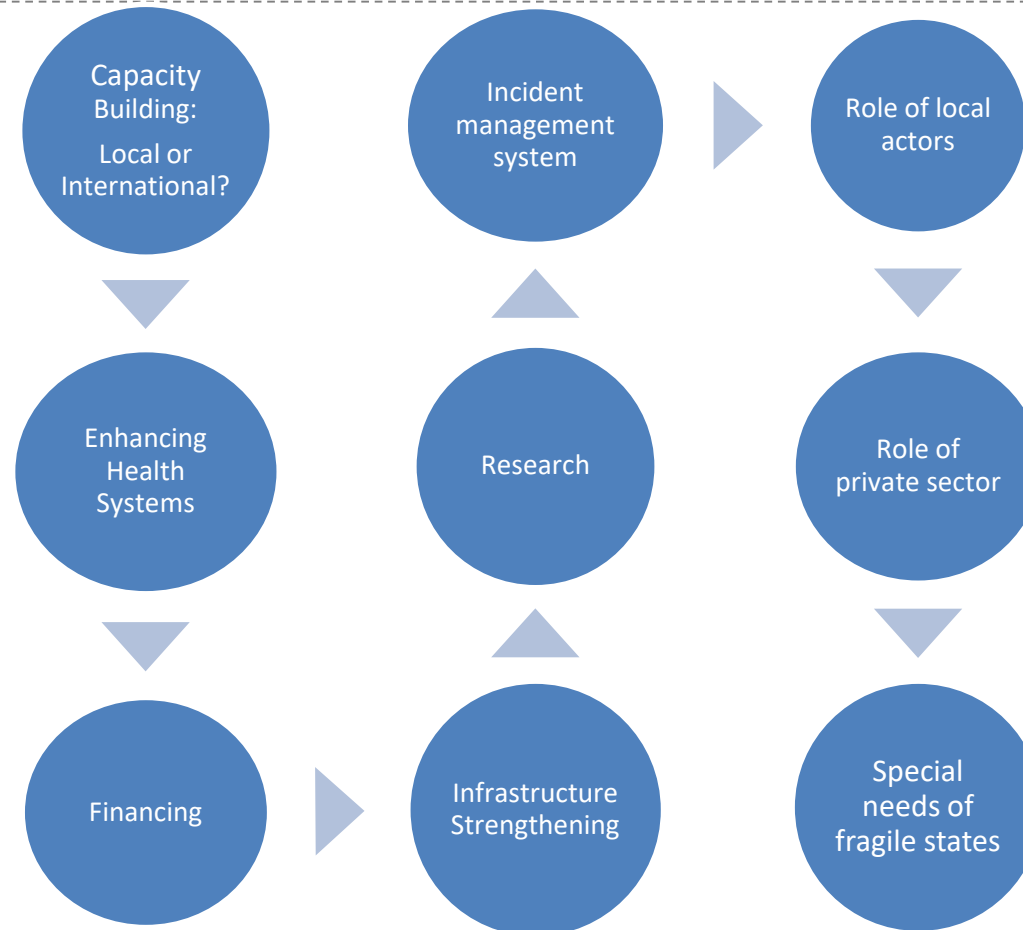 Capacity
Building:
Local or
International?
Enhancing
Health
Systems
Financing
Infrastructure
Strengthening
Research
Incident
management
system
Role of local
actors
Role of
private sector
Special
needs of
fragile states